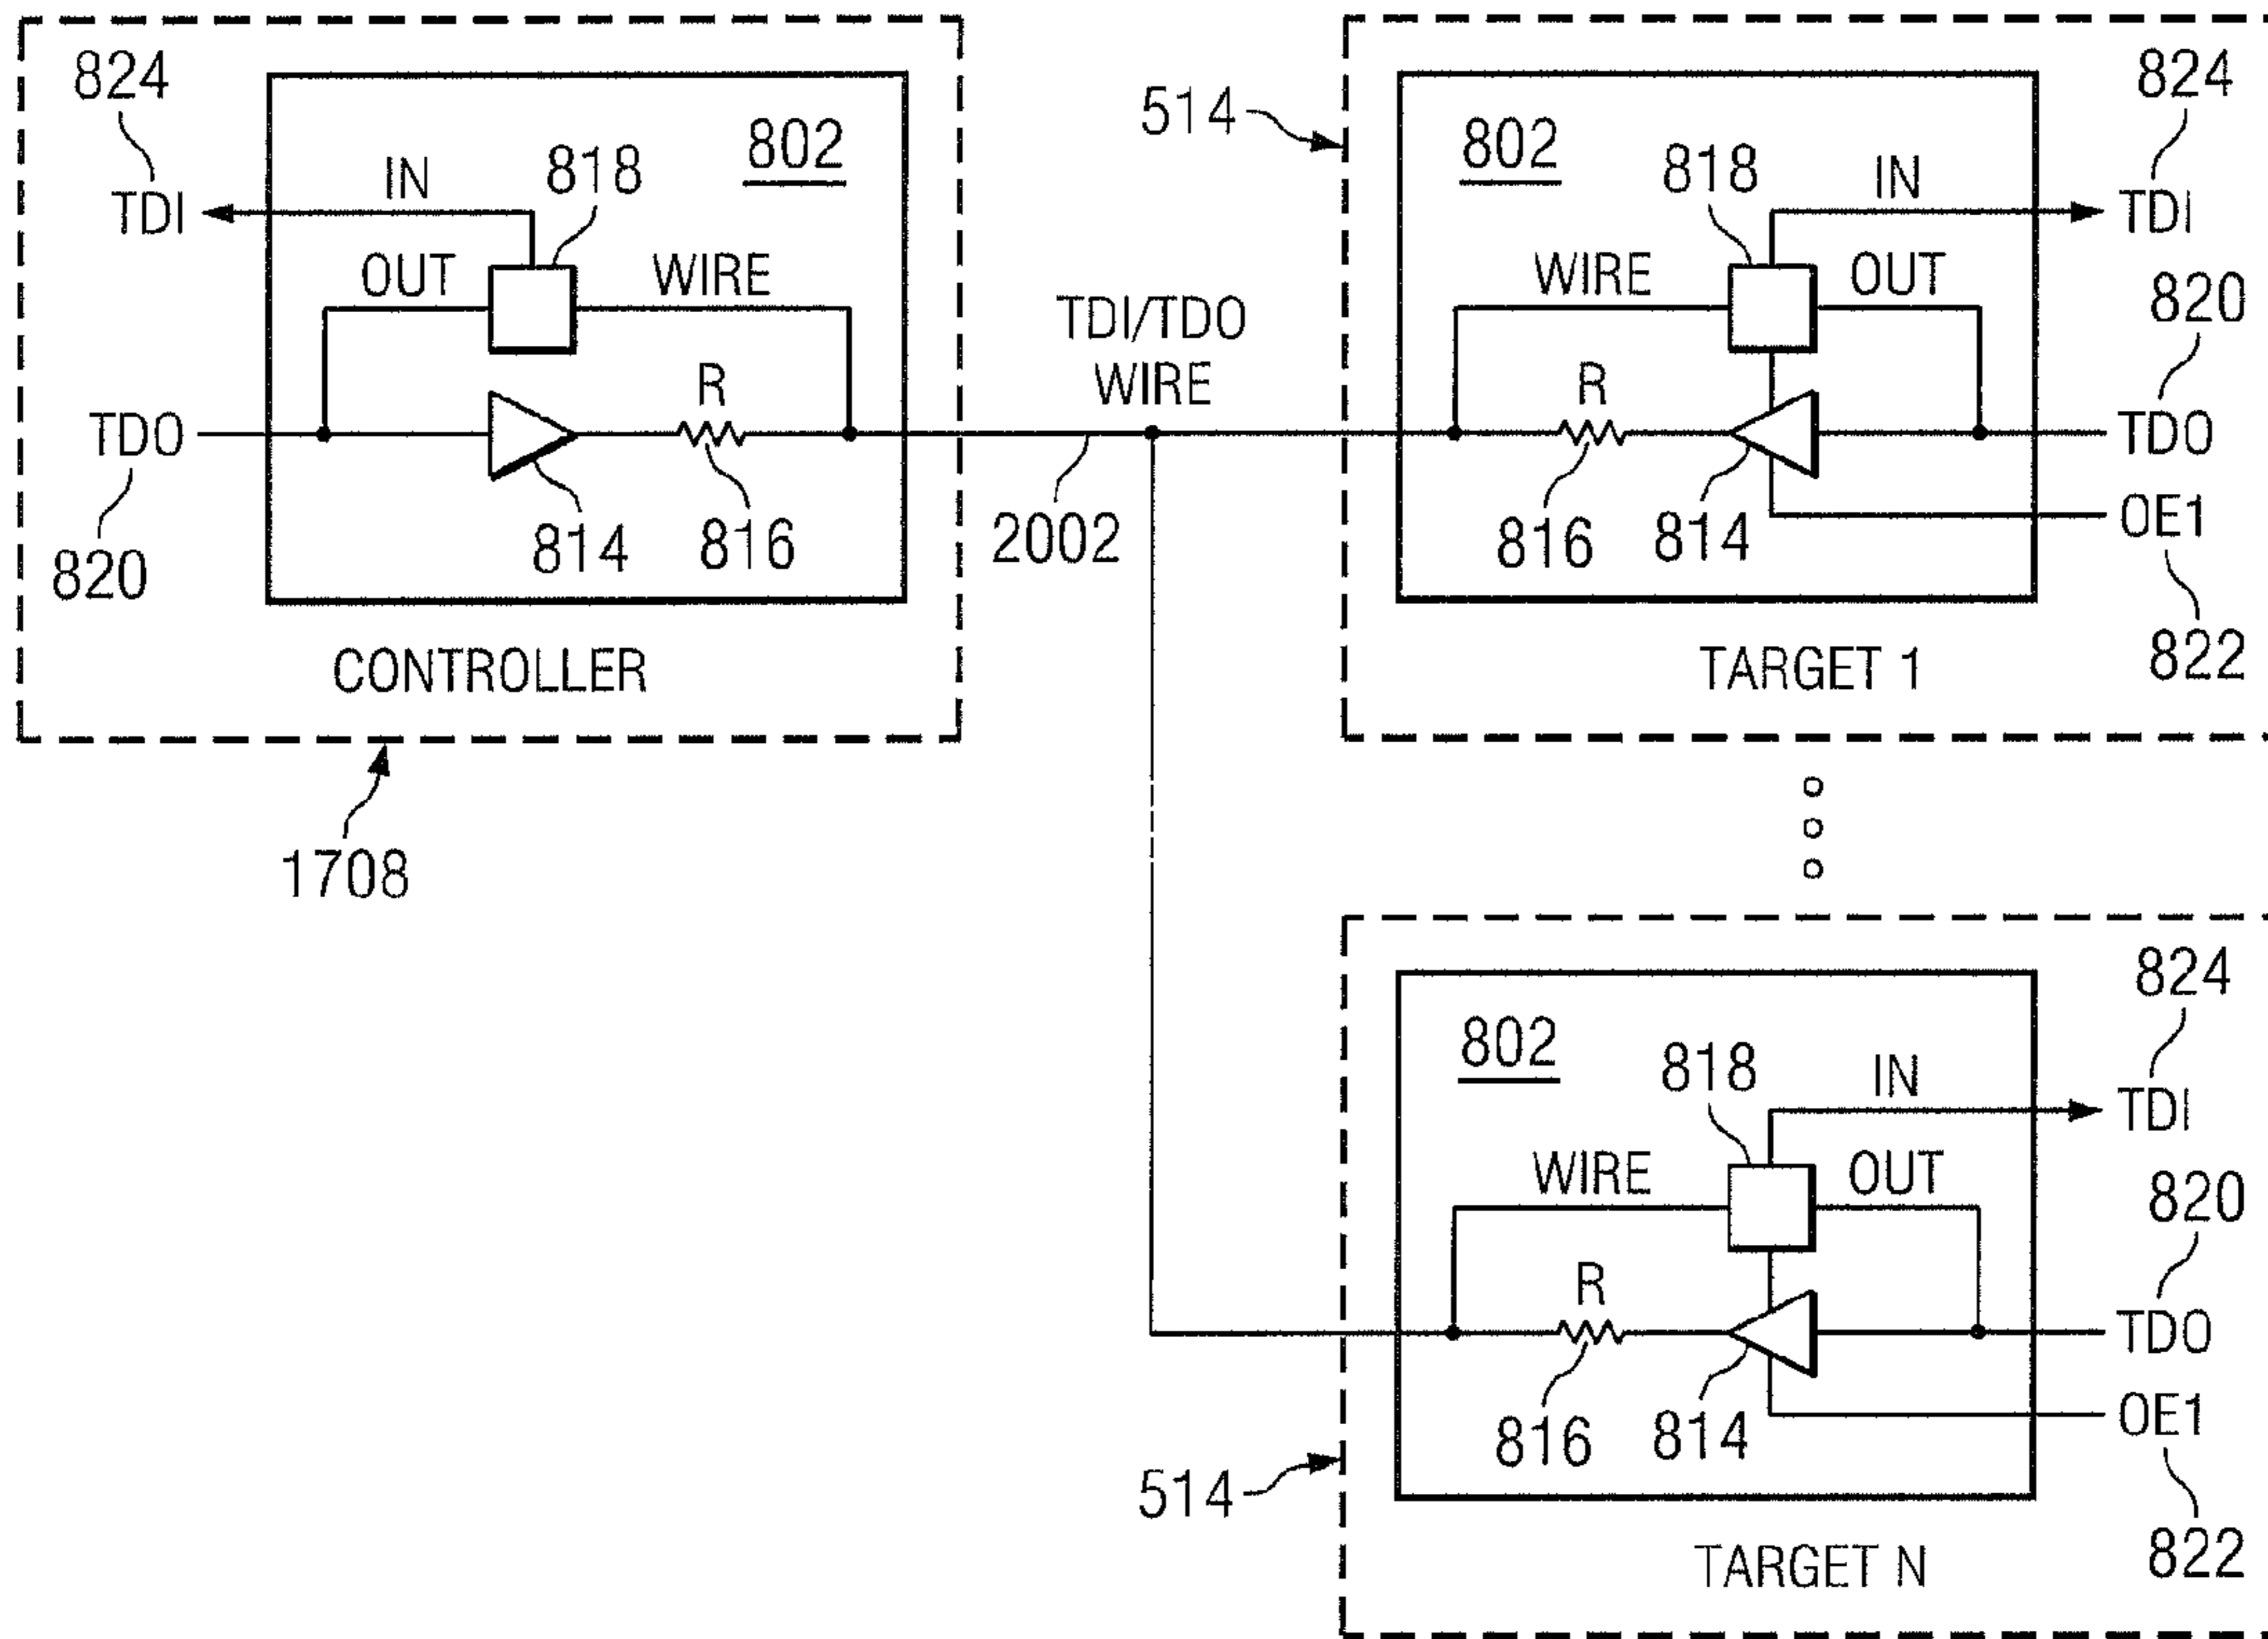 824
802
818
IN
TDI
OUT
WIRE
R
TDO
814
816
820
CONTROLLER
1708
TDI/TDO
WIRE
2002
514
802
818
IN
824
TDI
WIRE
OUT
820
R
TDO
816
814
OE1
822
TARGET 1
802
818
IN
824
TDI
WIRE
OUT
820
R
TDO
816
814
OE1
514
822
TARGET N